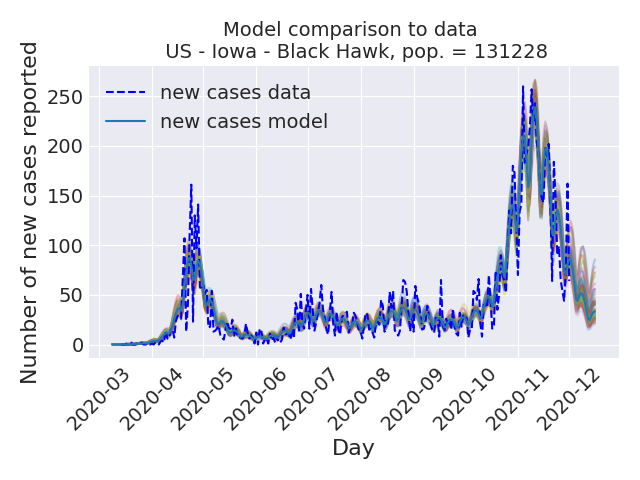 Model comparison to data
US - Iowa - Black Hawk, pop. = 131228
Number of new cases reported
250
200
150
100
50
0
new cases data
new cases model
2020-03
2020-04
2020-05
2020-06
2020-07
2020-08
2020-09
2020-10
2020-11
2020-12
Day